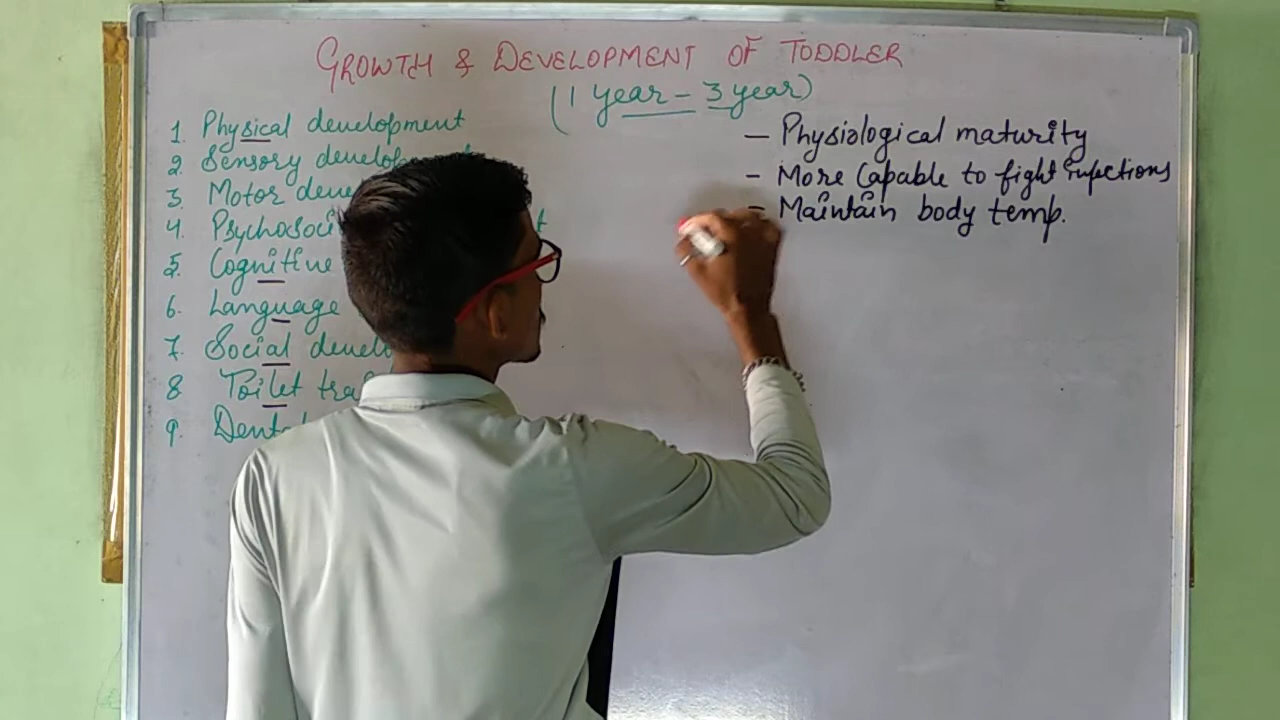 GROWTH & DEVELOPMENT OF TODDLER
(1 year – 3 year)
1. Physical development
2. Sensory
3. Motor
4.
5. Cognitive
6. Language
7. Social
8. Toilet
9.
– Physiological maturity
– More Capable to fight infections
– Maintain body temp.